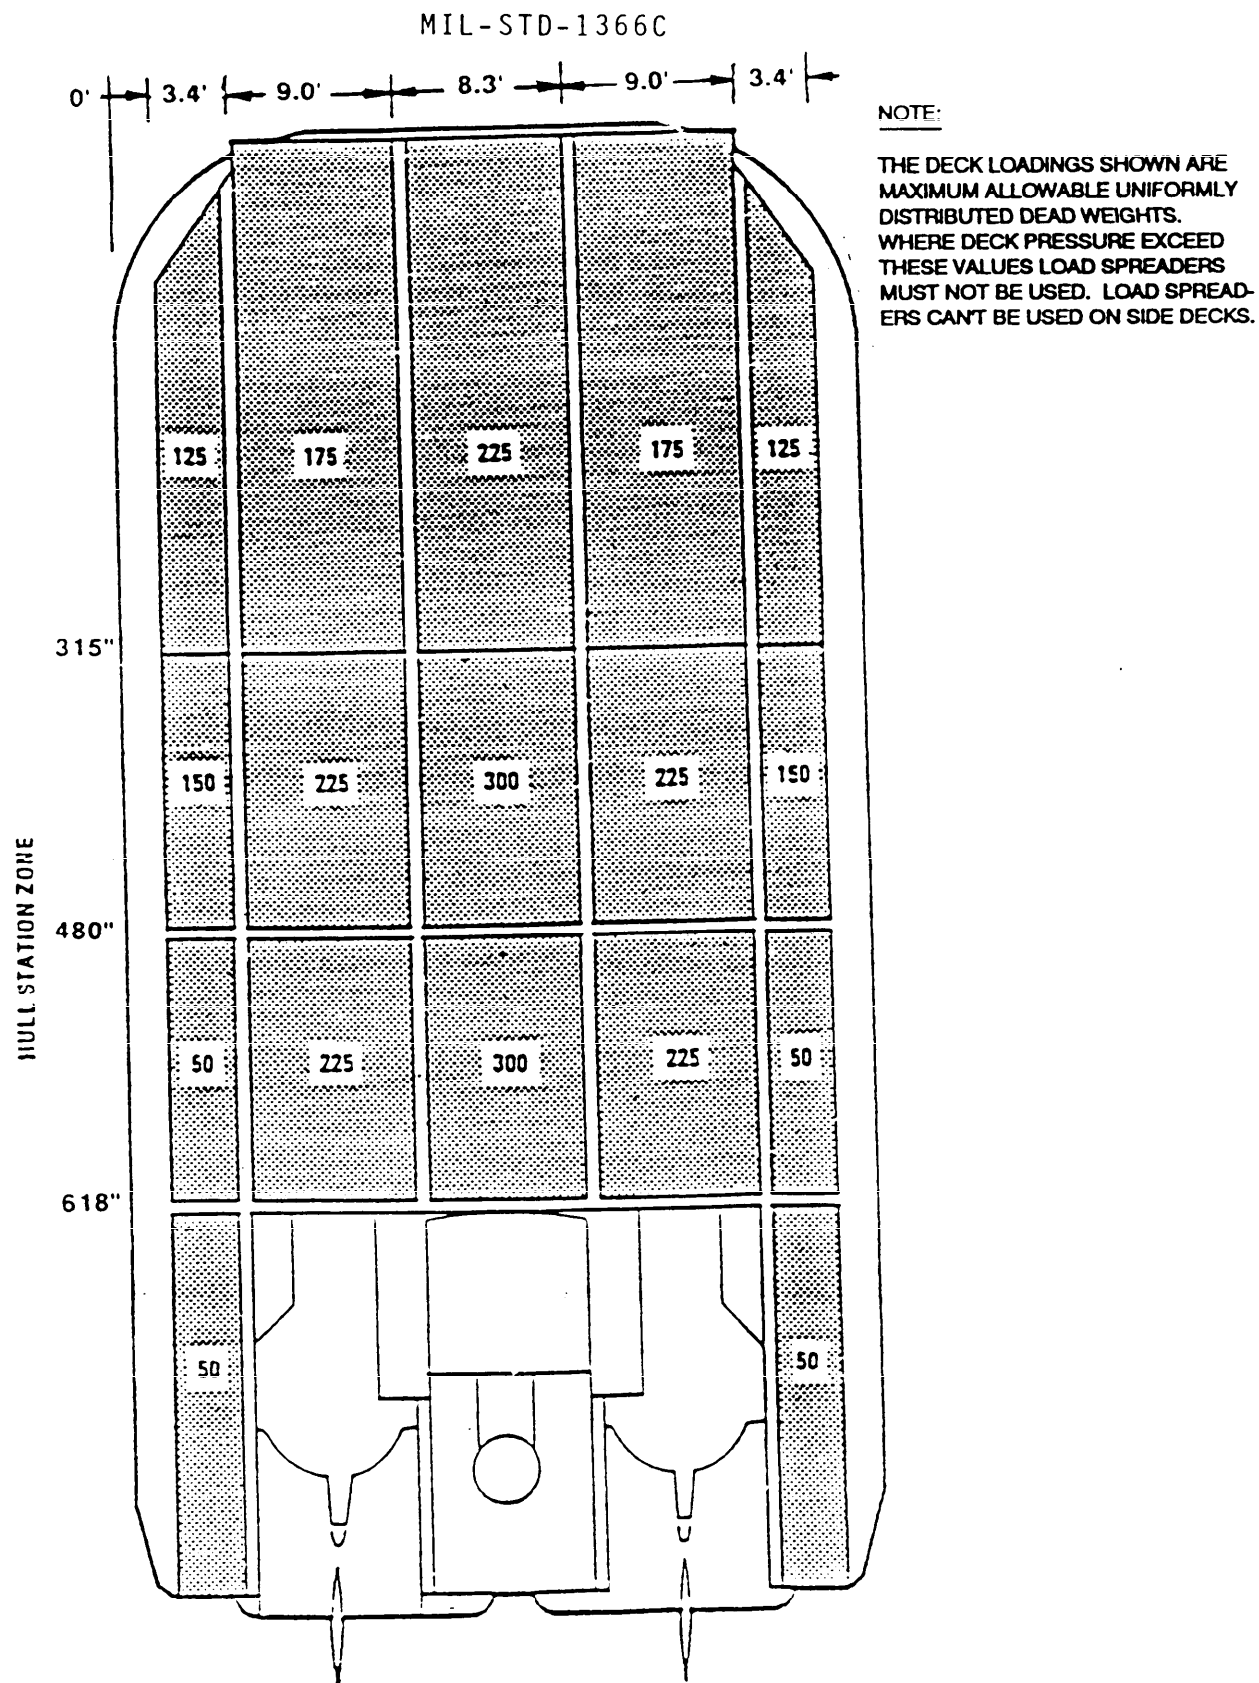 MIL-STD-1366C
0' 3.4' 9.0' 8.3' 9.0' 3.4'
NOTE:
THE DECK LOADINGS SHOWN ARE
MAXIMUM ALLOWABLE UNIFORMLY
DISTRIBUTED DEAD WEIGHTS.
WHERE DECK PRESSURE EXCEED
THESE VALUES LOAD SPREADERS
MUST NOT BE USED. LOAD SPREAD-
ERS CAN'T BE USED ON SIDE DECKS.
125 175 225 175 125
315"
150 225 300 225 150
HULL STATION ZONE
480"
50 225 300 225 50
618"
50 50